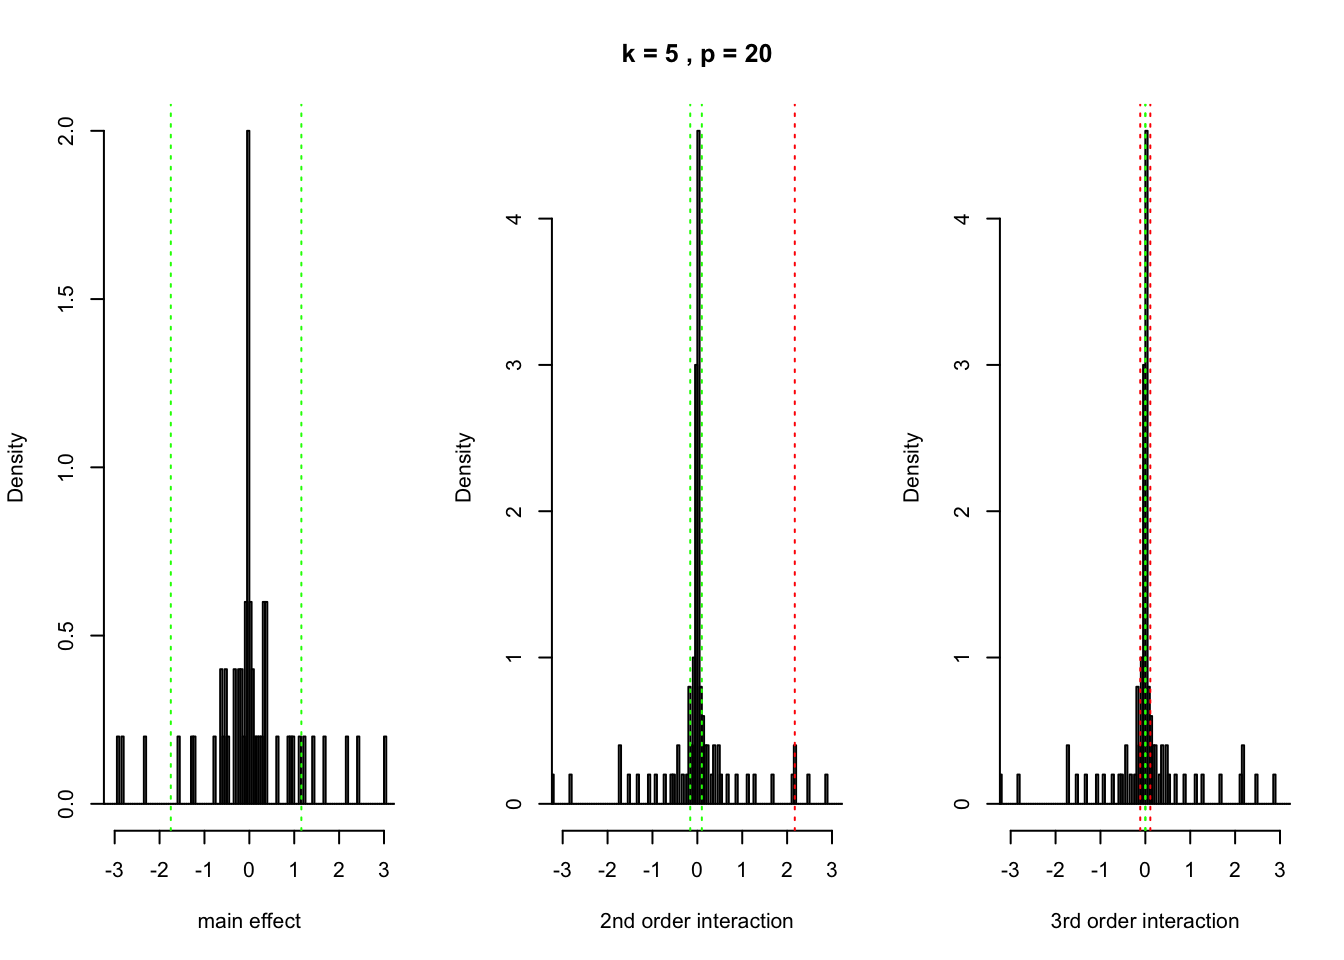 k = 5 , p = 20
Density
0.0 0.5 1.0 1.5 2.0
-3 -2 -1 0 1 2 3
main effect
Density
0 1 2 3 4
-3 -2 -1 0 1 2 3
2nd order interaction
Density
0 1 2 3 4
-3 -2 -1 0 1 2 3
3rd order interaction